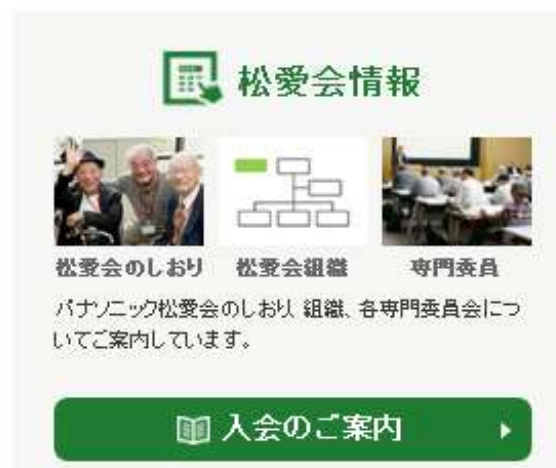 松愛会情報
松愛会のしおり 松愛会組織 専門委員
パナソニック松愛会のしおり、組織、各専門委員会につ
いてご案内しています。
入会のご案内